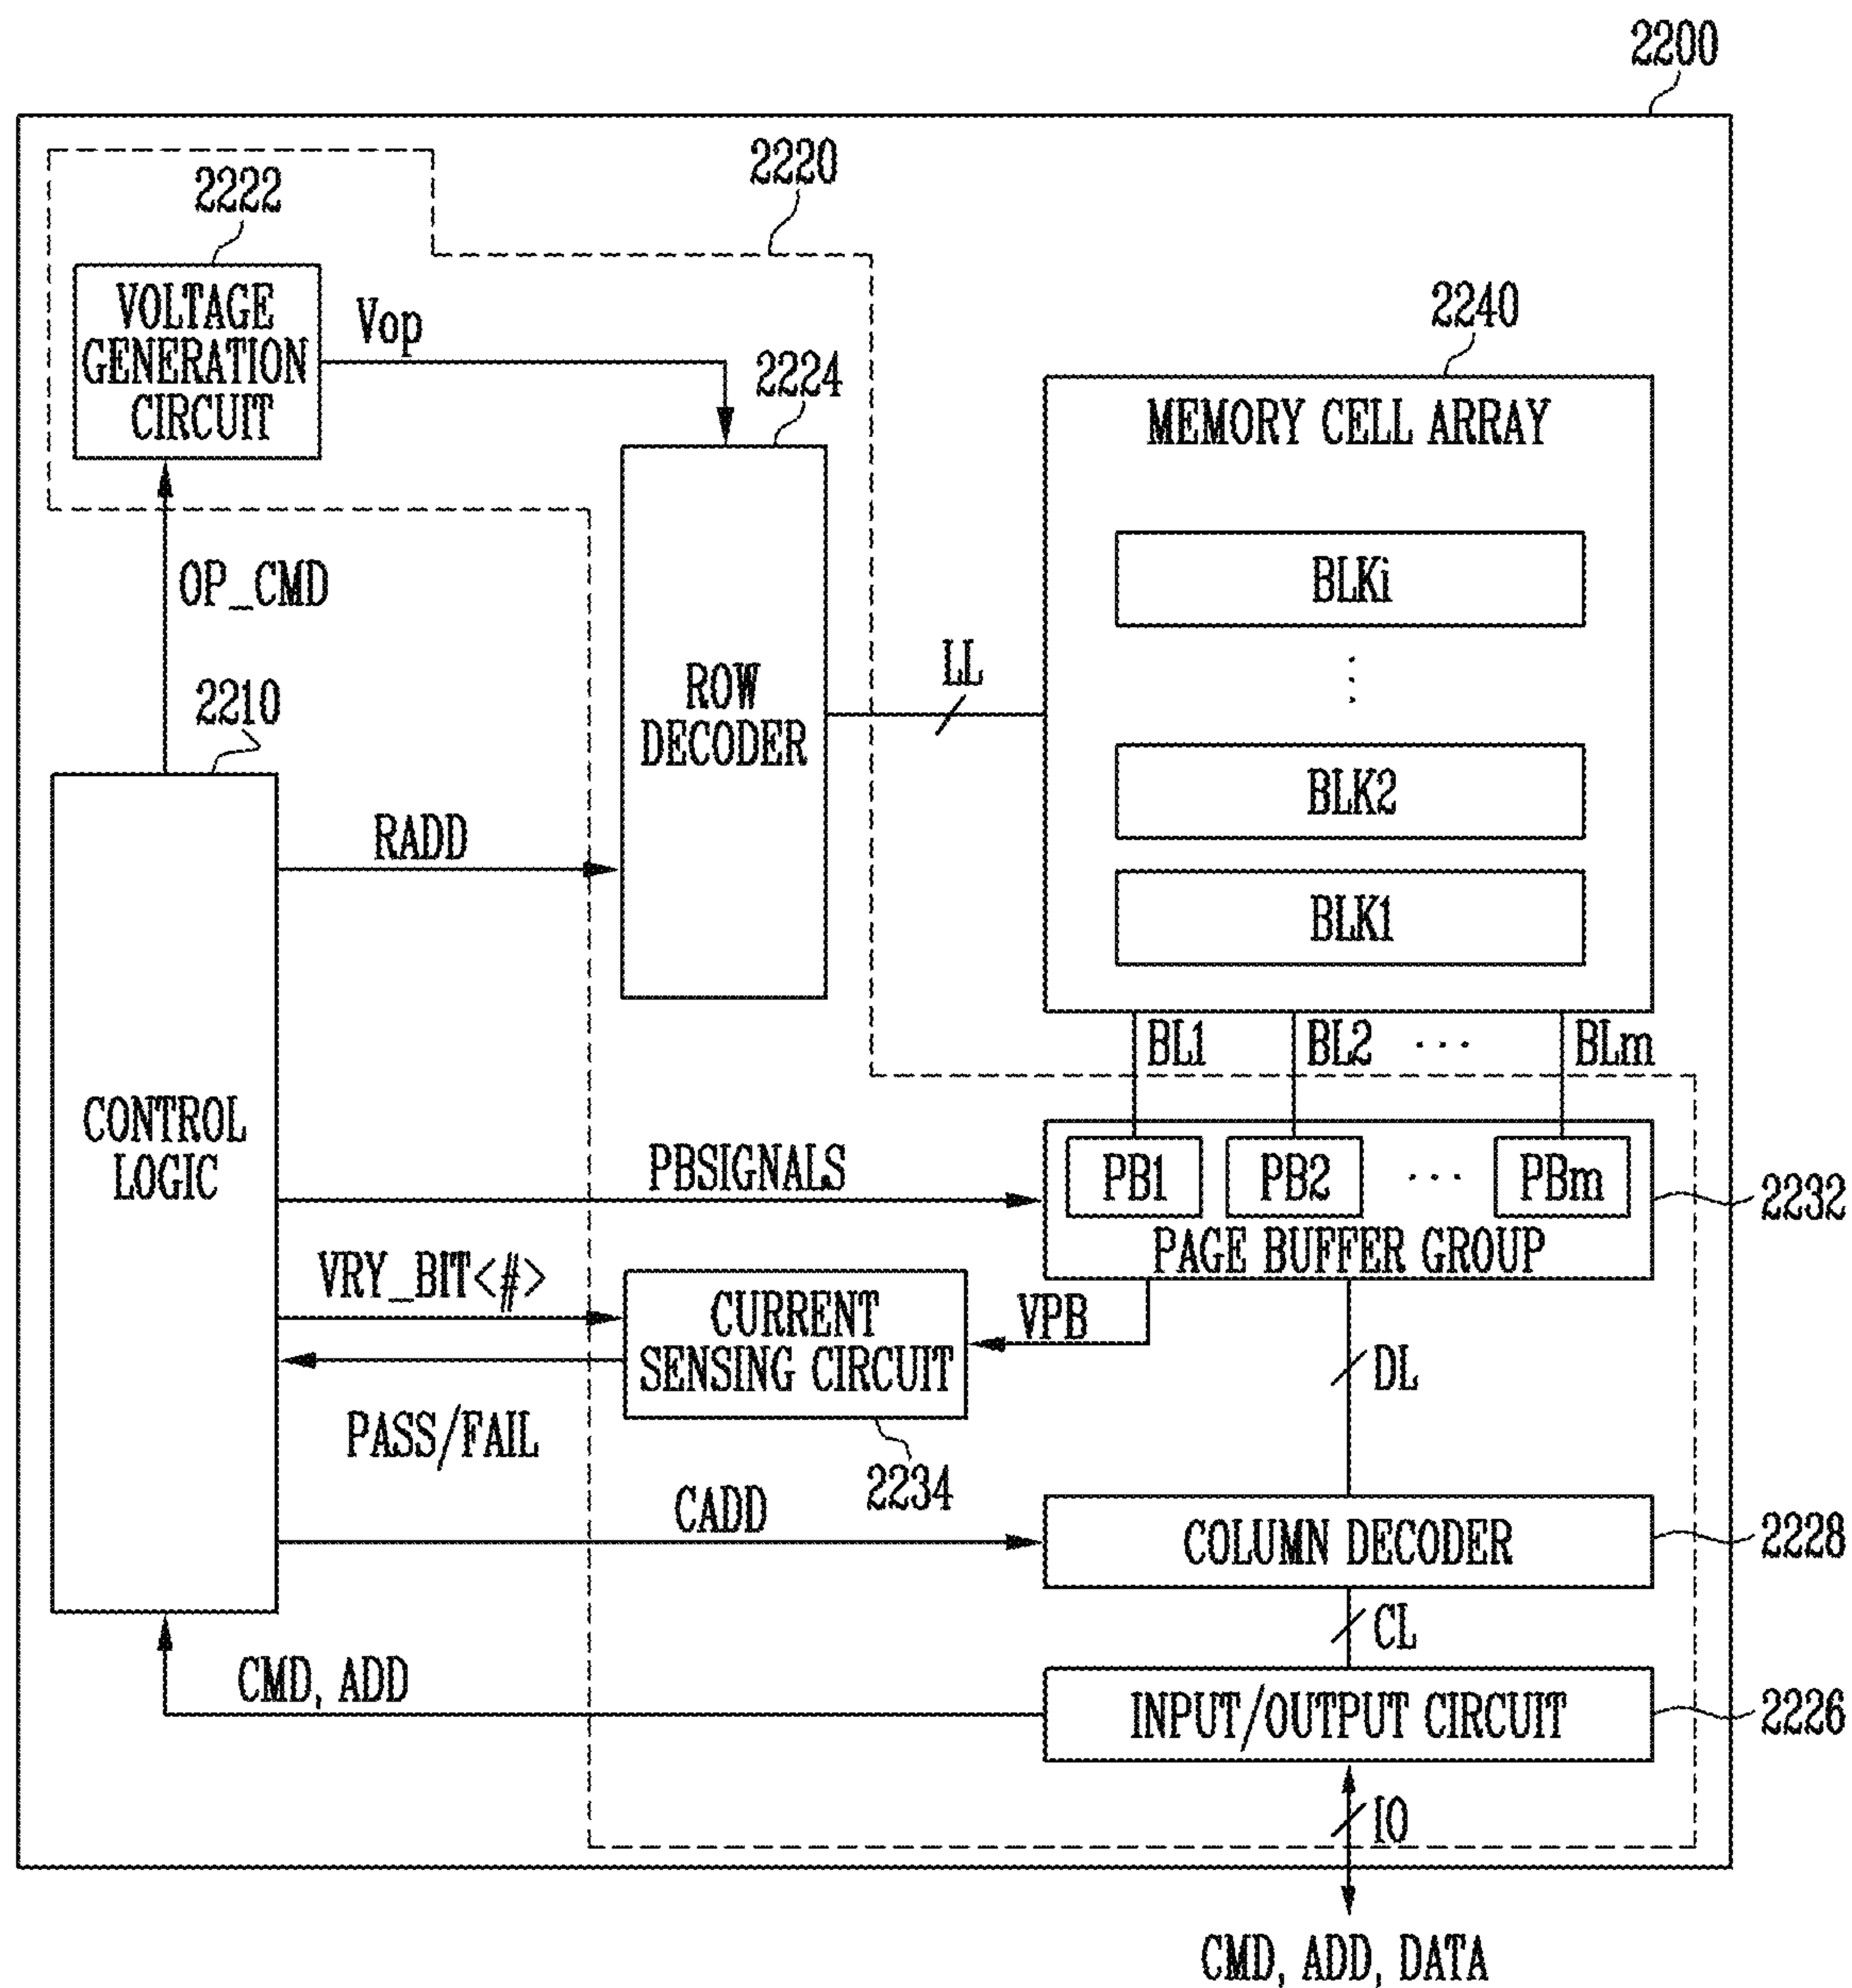 2200
2220
2222
VOLTAGE
GENERATION
CIRCUIT
Vop
2224
2240
MEMORY CELL ARRAY
BLKi
OP_CMD
2210
ROW
DECODER
LL
BLK2
RADD
BLK1
BL1
BL2
...
BLm
CONTROL
LOGIC
PBSIGNALS
PB1
PB2
...
PBm
PAGE BUFFER GROUP
2232
VRY_BIT<#>
CURRENT
SENSING CIRCUIT
VPB
DL
PASS/FAIL
2234
CADD
COLUMN DECODER
2228
CL
CMD, ADD
INPUT/OUTPUT CIRCUIT
2226
IO
CMD, ADD, DATA